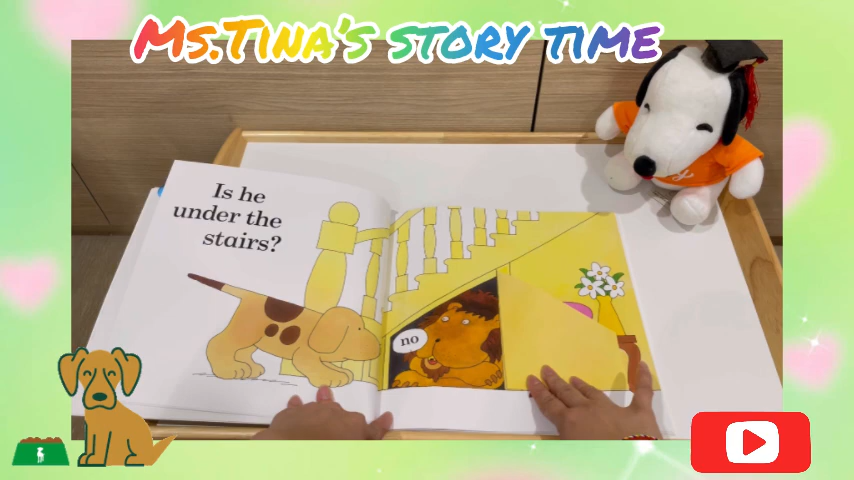 Ms.Tina's story time
Is he
under the
stairs?
no